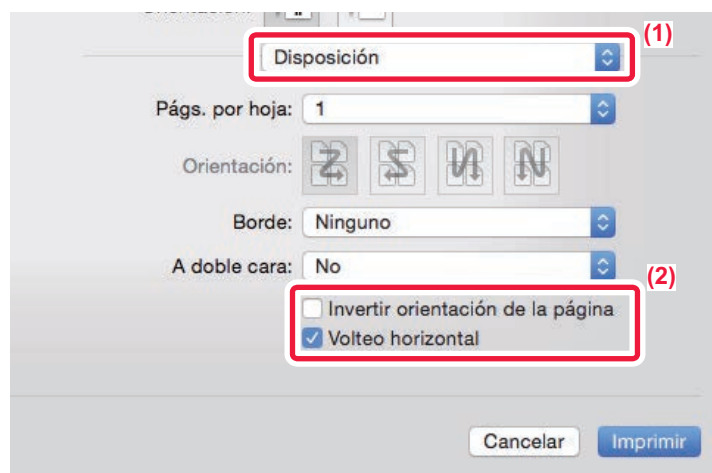 Orientación:
(1)
Disposición
Págs. por hoja: 1
Orientación:
Borde: Ninguno
A doble cara: No
(2)
Invertir orientación de la página
Volteo horizontal
Cancelar Imprimir